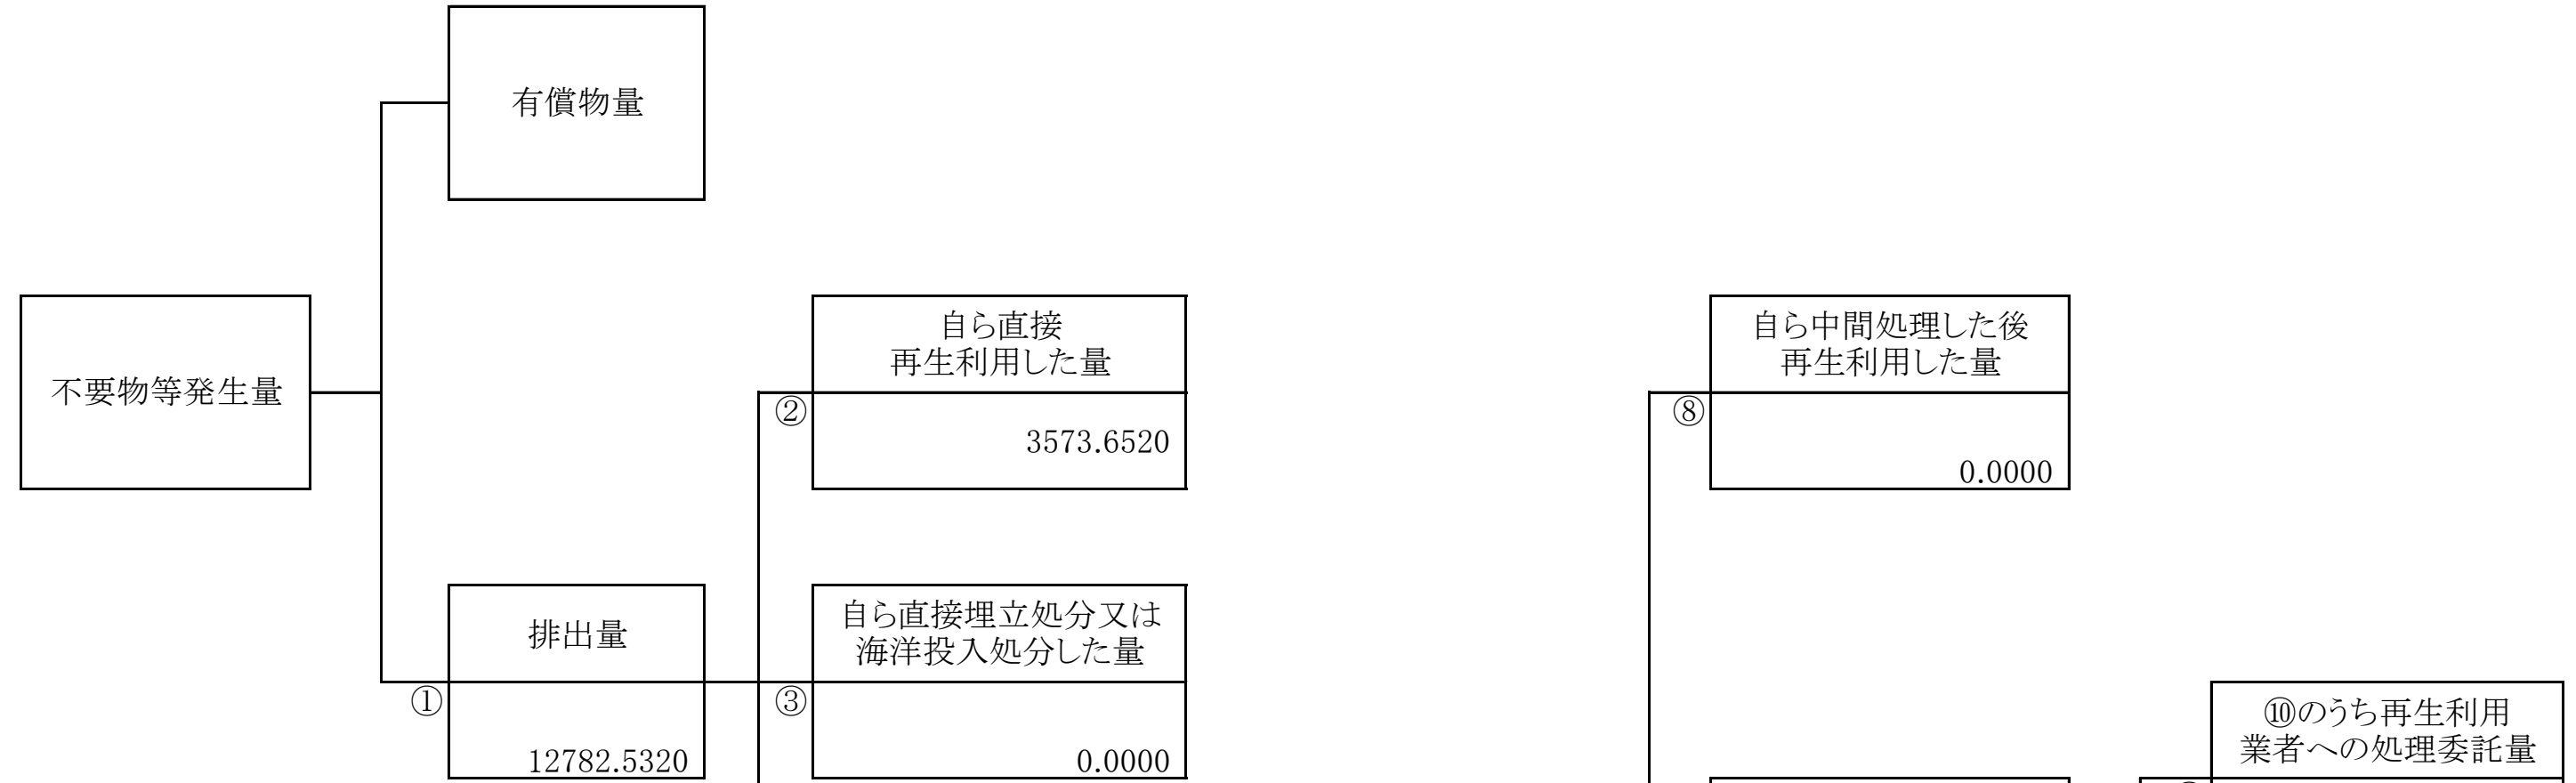 有償物量
不要物等発生量
自ら直接
再生利用した量
②
3573.6520
自ら中間処理した後
再生利用した量
⑧
0.0000
排出量
①
12782.5320
自ら直接埋立処分又は
海洋投入処分した量
③
0.0000
⑩のうち再生利用
業者への処理委託量